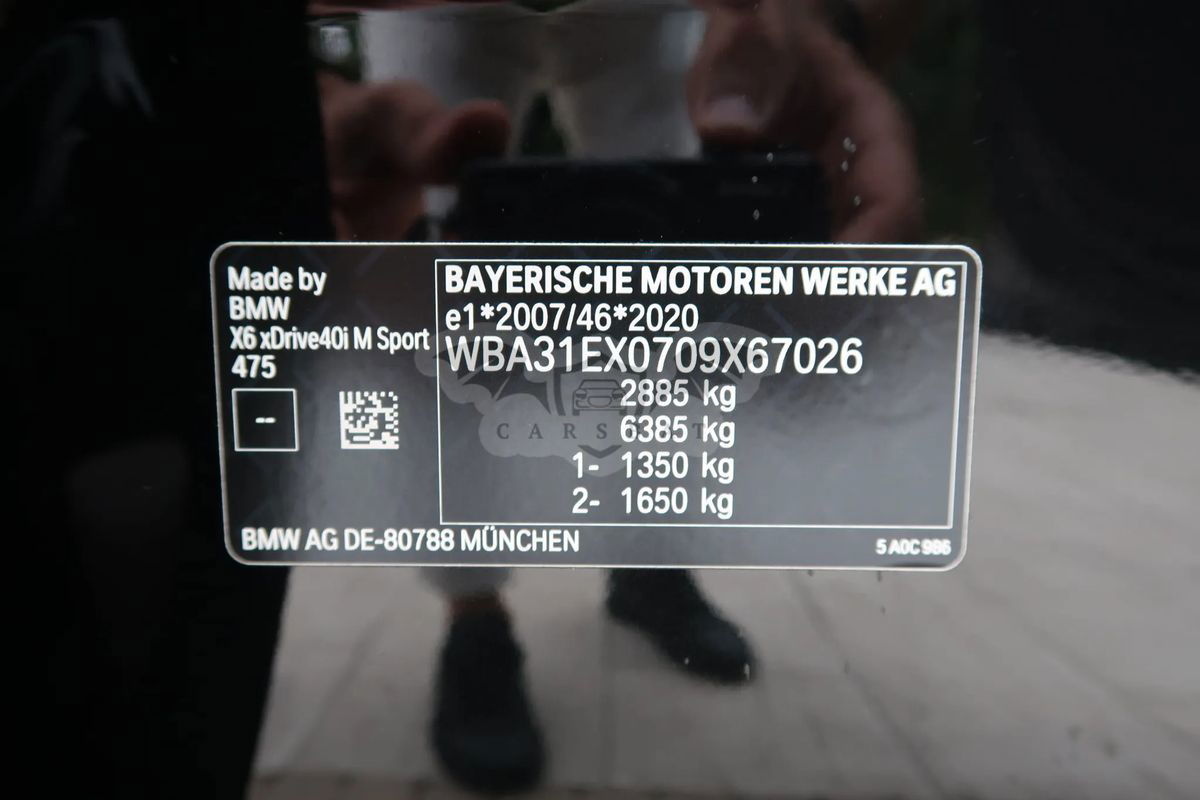 Made by
BMW
X6 xDrive40i M Sport
475
--
BAYERISCHE MOTOREN WERKE AG
e1*2007/46*2020
WBA31EX0709X67026
2885 kg
6385 kg
1- 1350 kg
2- 1650 kg
BMW AG DE-80788 MÜNCHEN
5 A0C 9B6